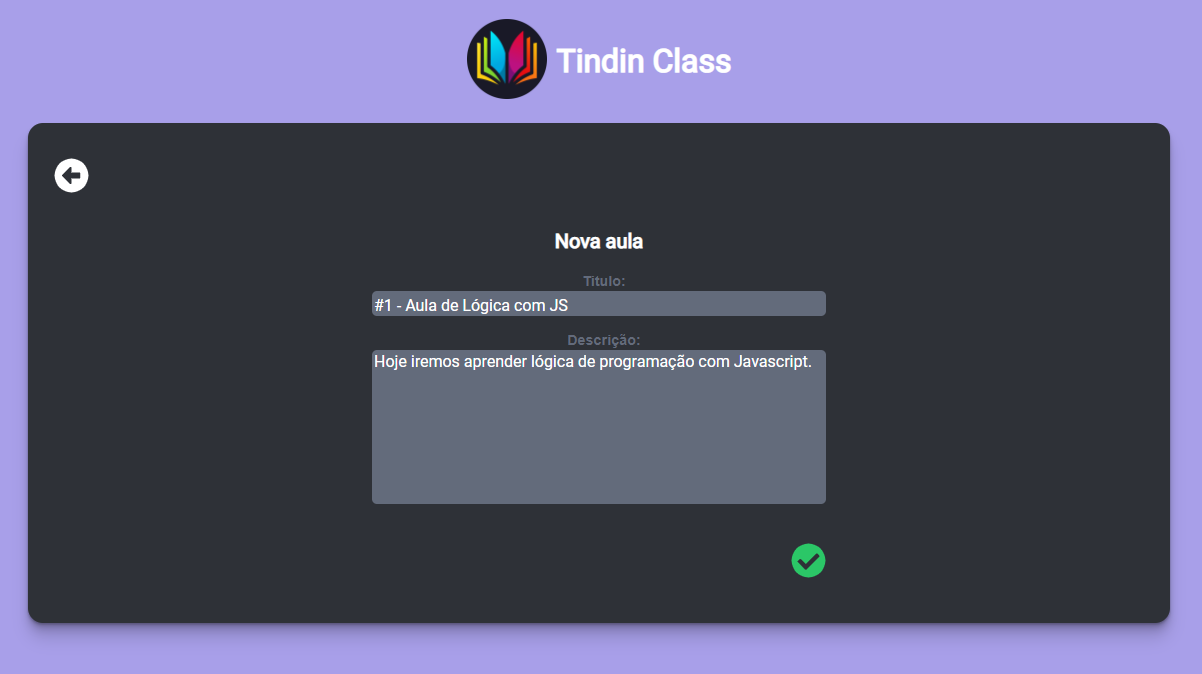 Tindin Class
Nova aula
Titulo:
#1 - Aula de Lógica com JS
Descrição:
Hoje iremos aprender lógica de programação com Javascript.